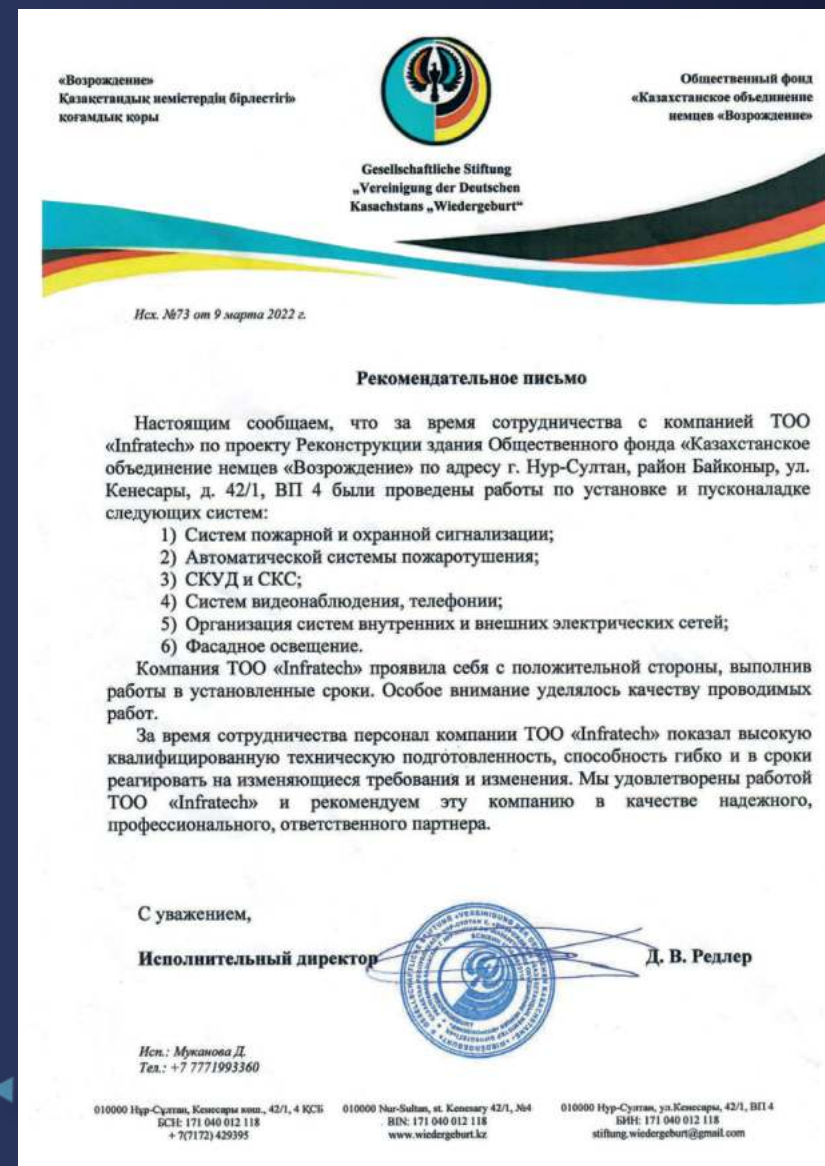 «Возрождение»
Қазақстандық немістердің бірлестігі»
қоғамдық қоры
Общественный фонд
«Казахстанское объединение
немцев «Возрождение»
Gesellschaftliche Stiftung
„Vereinigung der Deutschen
Kasachstans „Wiedergeburt“
Исх. №73 от 9 марта 2022 г.
Рекомендательное письмо
Настоящим сообщаем, что за время сотрудничества с компанией ТОО
«Infratech» по проекту Реконструкции здания Общественного фонда «Казахстанское
объединение немцев «Возрождение» по адресу г. Нур-Султан, район Байконыр, ул.
Кенесары, д. 42/1, ВП 4 были проведены работы по установке и пусконаладке
следующих систем:
1) Систем пожарной и охранной сигнализации;
2) Автоматической системы пожаротушения;
3) СКУД и СКС;
4) Систем видеонаблюдения, телефонии;
5) Организация систем внутренних и внешних электрических сетей;
6) Фасадное освещение.
Компания ТОО «Infratech» проявила себя с положительной стороны, выполнив
работы в установленные сроки. Особое внимание уделялось качеству проводимых
работ.
За время сотрудничества персонал компании ТОО «Infratech» показал высокую
квалифицированную техническую подготовленность, способность гибко и в сроки
реагировать на изменяющиеся требования и изменения. Мы удовлетворены работой
ТОО «Infratech» и рекомендуем эту компанию в качестве надежного,
профессионального, ответственного партнера.
С уважением,
Исполнительный директор
Д. В. Редлер
Исп.: Муканова Д.
Тел.: +7 7771993360
010000 Нұр-Сұлтан, Кенесары көш., 42/1, 4 ҚСБ
БСН: 171 040 012 118
+ 7(7172) 429395
010000 Nur-Sultan, st. Kenesary 42/1, №4
BIN: 171 040 012 118
www.wiedergeburt.kz
010000 Нур-Султан, ул.Кенесары, 42/1, ВП 4
БИН: 171 040 012 118
stiftung.wiedergeburt@gmail.com